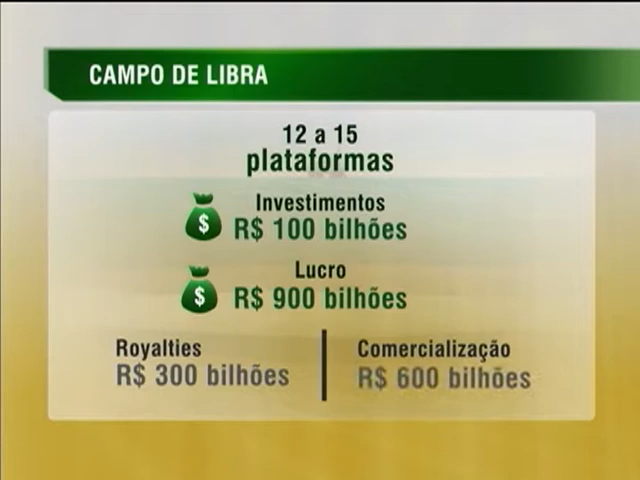 CAMPO DE LIBRA
12 a 15
plataformas
Investimentos
$ R$ 100 bilhões
Lucro
$ R$ 900 bilhões
Royalties
R$ 300 bilhões
Comercialização
R$ 600 bilhões